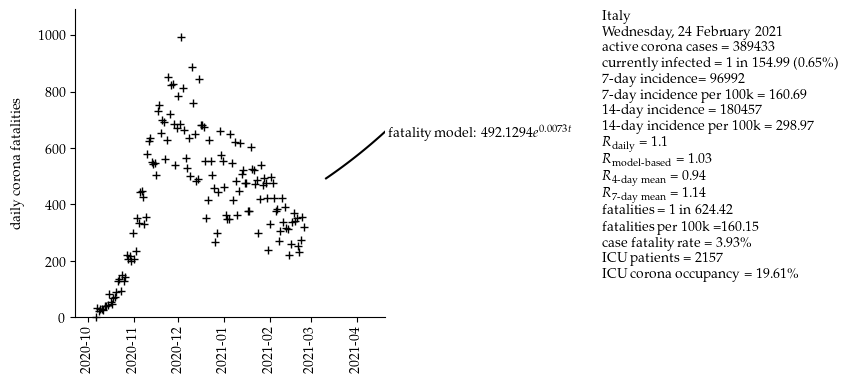 daily corona fatalities
1000
800
600
400
200
0
2020-10
2020-11
2020-12
2021-01
2021-02
2021-03
2021-04
fatality model: 492.1294e^0.0073t
Italy
Wednesday, 24 February 2021
active corona cases = 389433
currently infected = 1 in 154.99 (0.65%)
7-day incidence= 96992
7-day incidence per 100k = 160.69
14-day incidence = 180457
14-day incidence per 100k = 298.97
R_daily = 1.1
R_model-based = 1.03
R_4-day mean = 0.94
R_7-day mean = 1.14
fatalities = 1 in 624.42
fatalities per 100k =160.15
case fatality rate = 3.93%
ICU patients = 2157
ICU corona occupancy = 19.61%